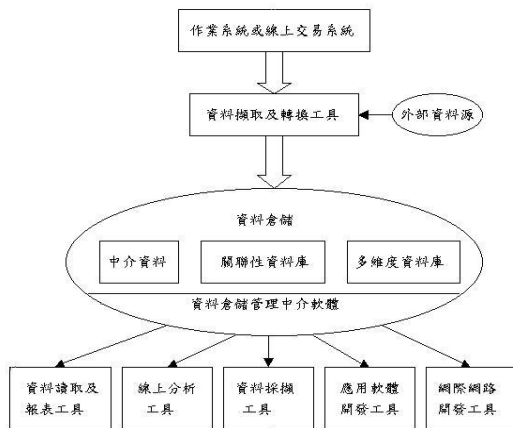 作業系統或線上交易系統
資料擷取及轉換工具
外部資料源
資料倉儲
中介資料
關聯性資料庫
多維度資料庫
資料倉儲管理中介軟體
資料讀取及
報表工具
線上分析
工具
資料採擷
工具
應用軟體
開發工具
網際網路
開發工具